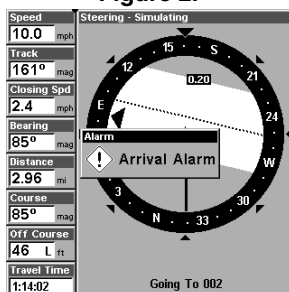 Figure 2.
Speed
10.0 mph
Track
161° mag
Closing Spd
2.4 mph
Bearing
85° mag
Distance
2.96 mi
Course
85° mag
Off Course
46 L ft
Travel Time
1:14:02
Steering - Simulating
15 S
12 21
0.20
E 24
Alarm
Arrival Alarm
W
3 30
N 33
Going To 002